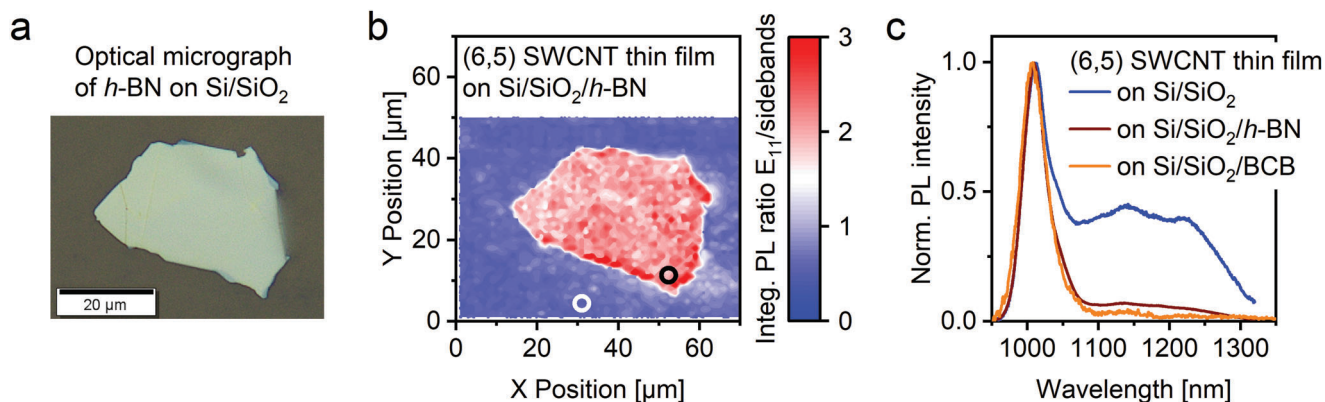 a
Optical micrograph
of h-BN on Si/SiO₂
20 µm
b
(6,5) SWCNT thin film
on Si/SiO₂/h-BN
Y Position [µm]
60
40
20
0
0 20 40 60
X Position [µm]
Integ. PL ratio E₁₁/sidebands
3
2
1
0
c
(6,5) SWCNT thin film
on Si/SiO₂
on Si/SiO₂/h-BN
on Si/SiO₂/BCB
Norm. PL intensity
1.0
0.5
0.0
1000 1100 1200 1300
Wavelength [nm]